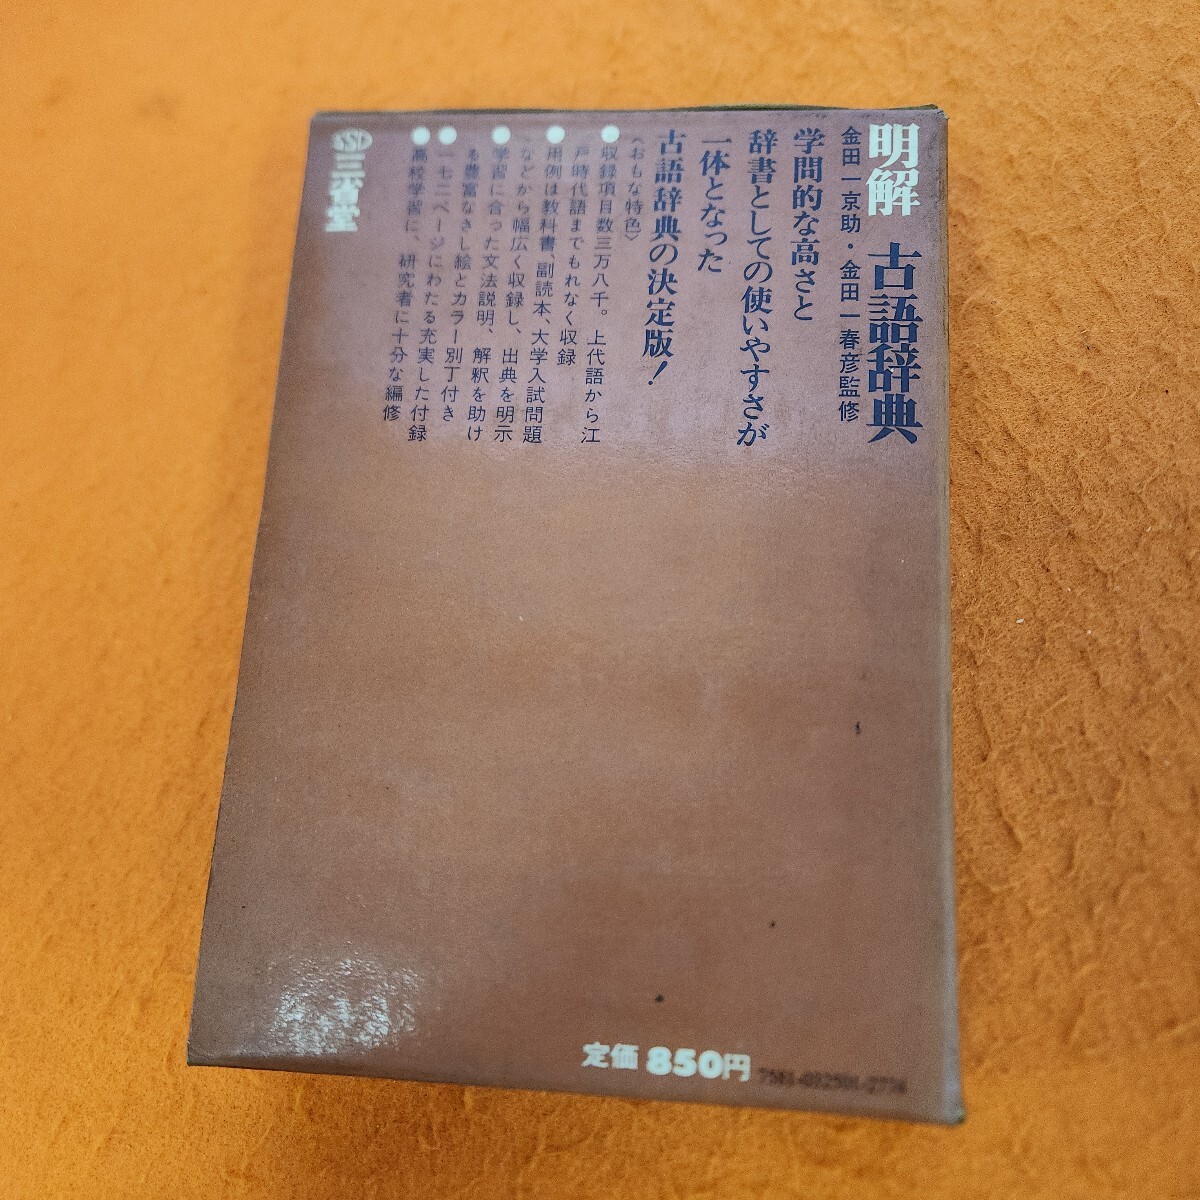 明解 古語辞典
金田一京助・金田一春彦監修
学問的な高さと
辞書としての使いやすさが
一体となった
古語辞典の決定版！
〈おもな特色〉
●収録項目数三万八千。上代語から江
戸時代語までもれなく収録
●用例は教科書、副読本、大学入試問題
などから幅広く収録し、出典を明示
●学習に合った文法説明、解釈を助け
る豊富なさし絵とカラー別丁付き
●一七二ページにわたる充実した付録
●高校学習に、研究者に十分な編修
三省堂
定価 850円